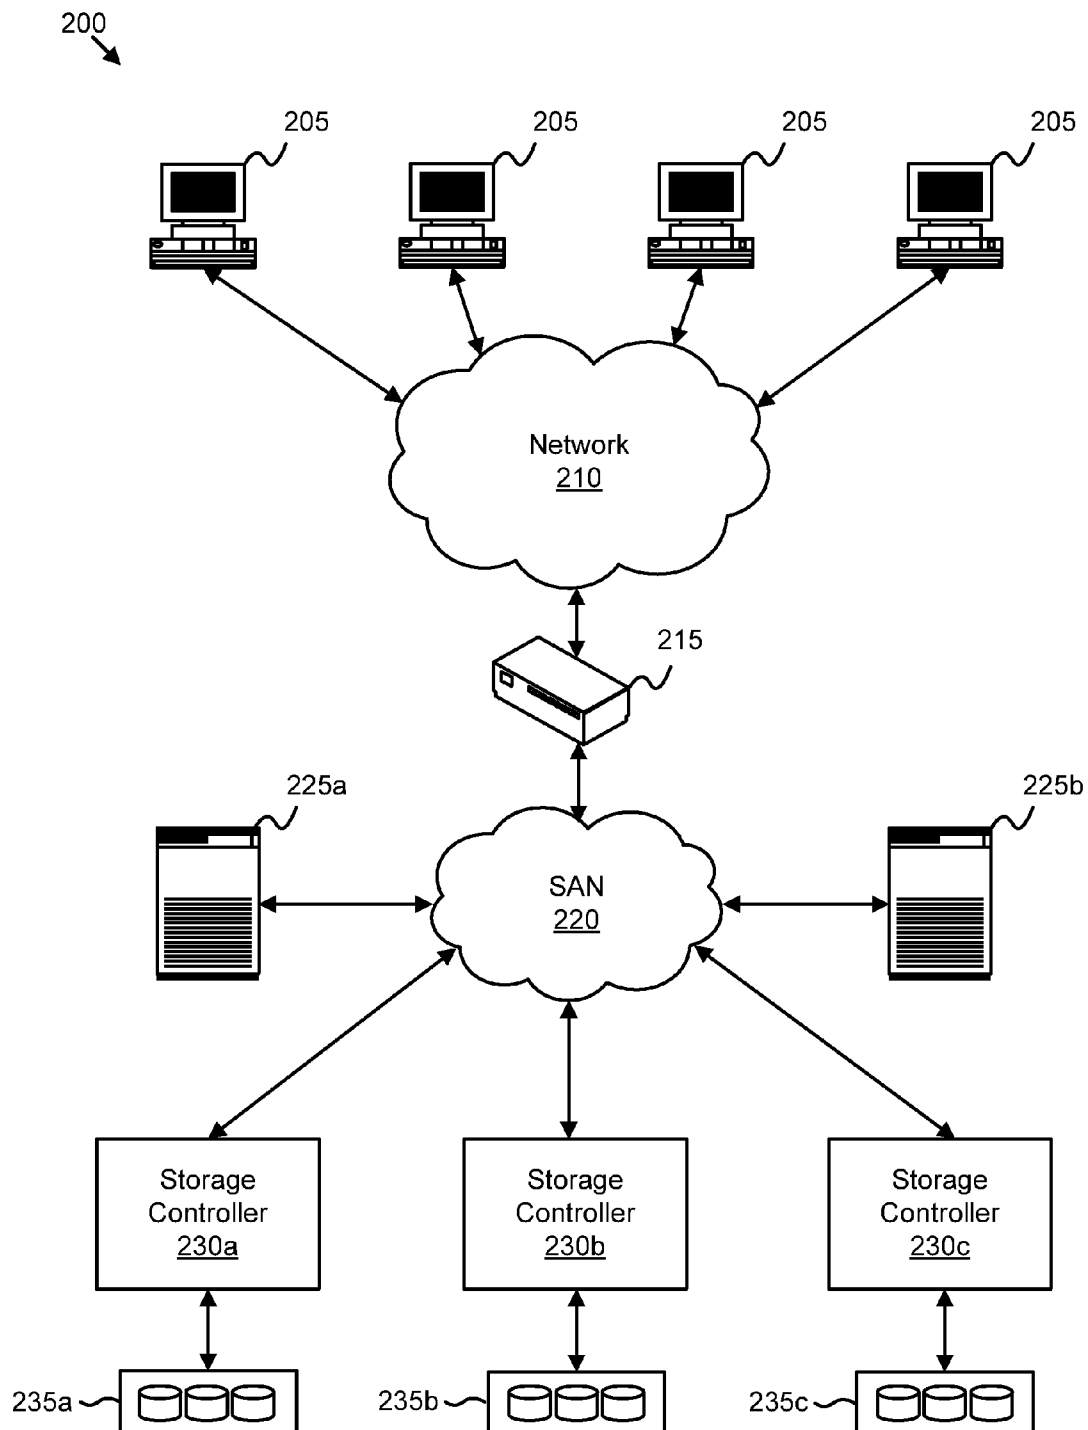 200
205
205
205
205
Network
210
215
225a
225b
SAN
220
Storage
Controller
230a
Storage
Controller
230b
Storage
Controller
230c
235a
235b
235c